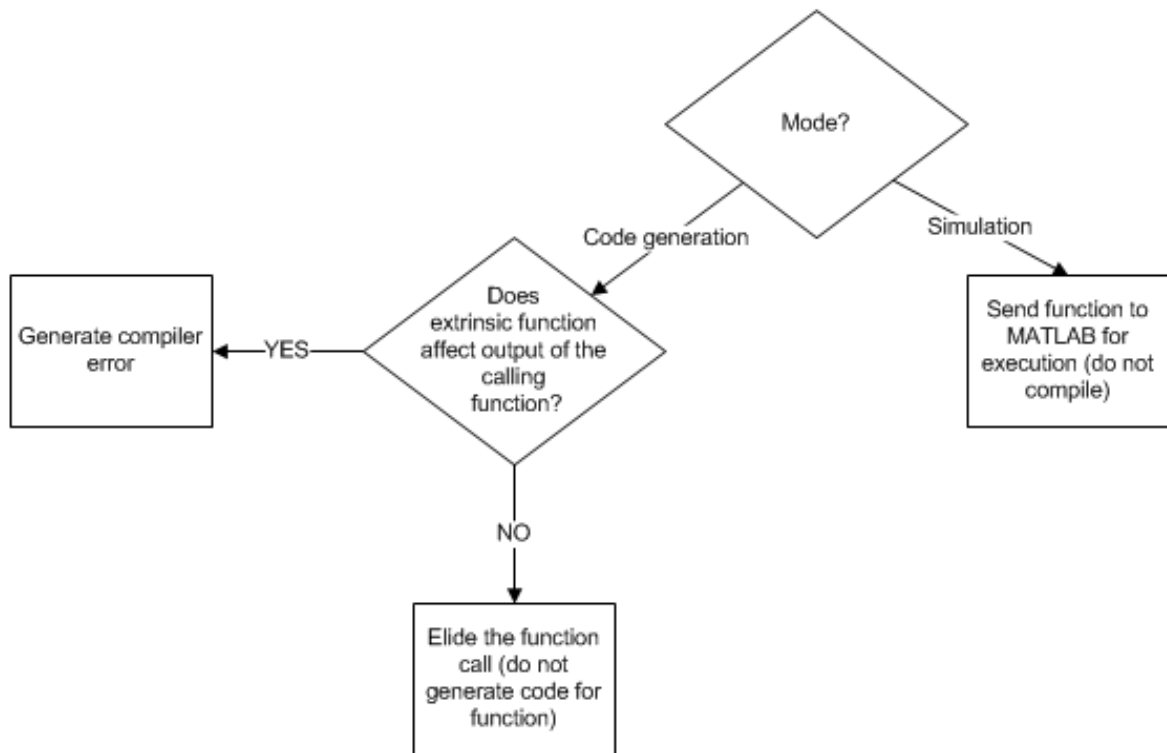 Mode?
Code generation
Simulation
Does
extrinsic function
affect output of the
calling
function?
YES
Generate compiler
error
Send function to
MATLAB for
execution (do not
compile)
NO
Elide the function
call (do not
generate code for
function)